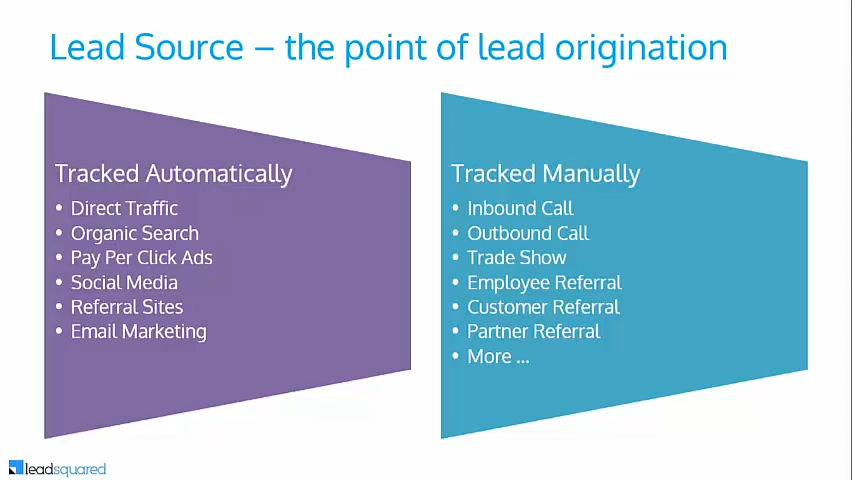 Lead Source – the point of lead origination
Tracked Automatically
• Direct Traffic
• Organic Search
• Pay Per Click Ads
• Social Media
• Referral Sites
• Email Marketing
Tracked Manually
• Inbound Call
• Outbound Call
• Trade Show
• Employee Referral
• Customer Referral
• Partner Referral
• More ...
leadsquared